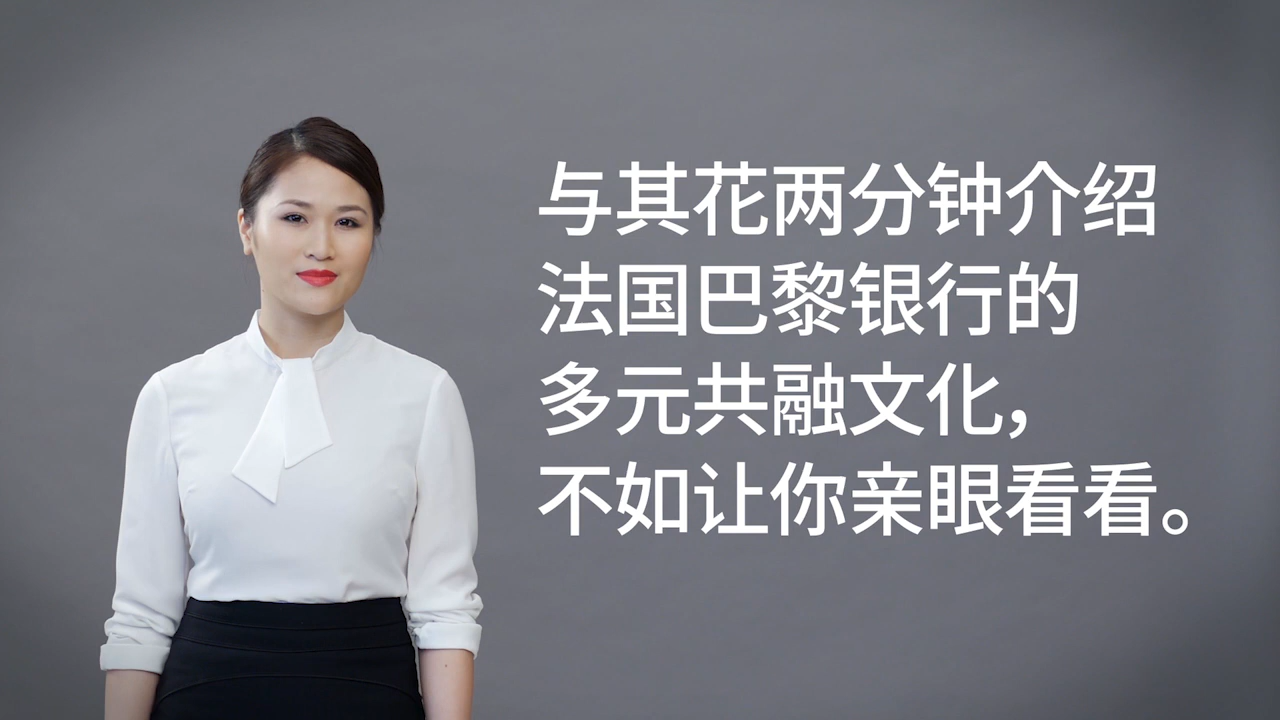 与其花两分钟介绍
法国巴黎银行的
多元共融文化，
不如让你亲眼看看。